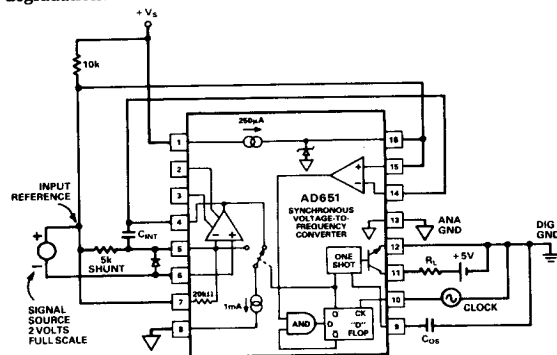 degradation.
+ VS
10k
250μA
1
2
3
4
5
6
7
8
16
15
14
13
12
11
10
9
AD651
SYNCHRONOUS
VOLTAGE-TO-
FREQUENCY
CONVERTER
INPUT
REFERENCE
CINT
5k
SHUNT
SIGNAL
SOURCE
2 VOLTS
FULL SCALE
20kΩ
1mA
ONE
SHOT
AND
D
Q
CK
"D"
FLOP
Q̅
ANA
GND
DIG
GND
RL
+5V
CLOCK
COS